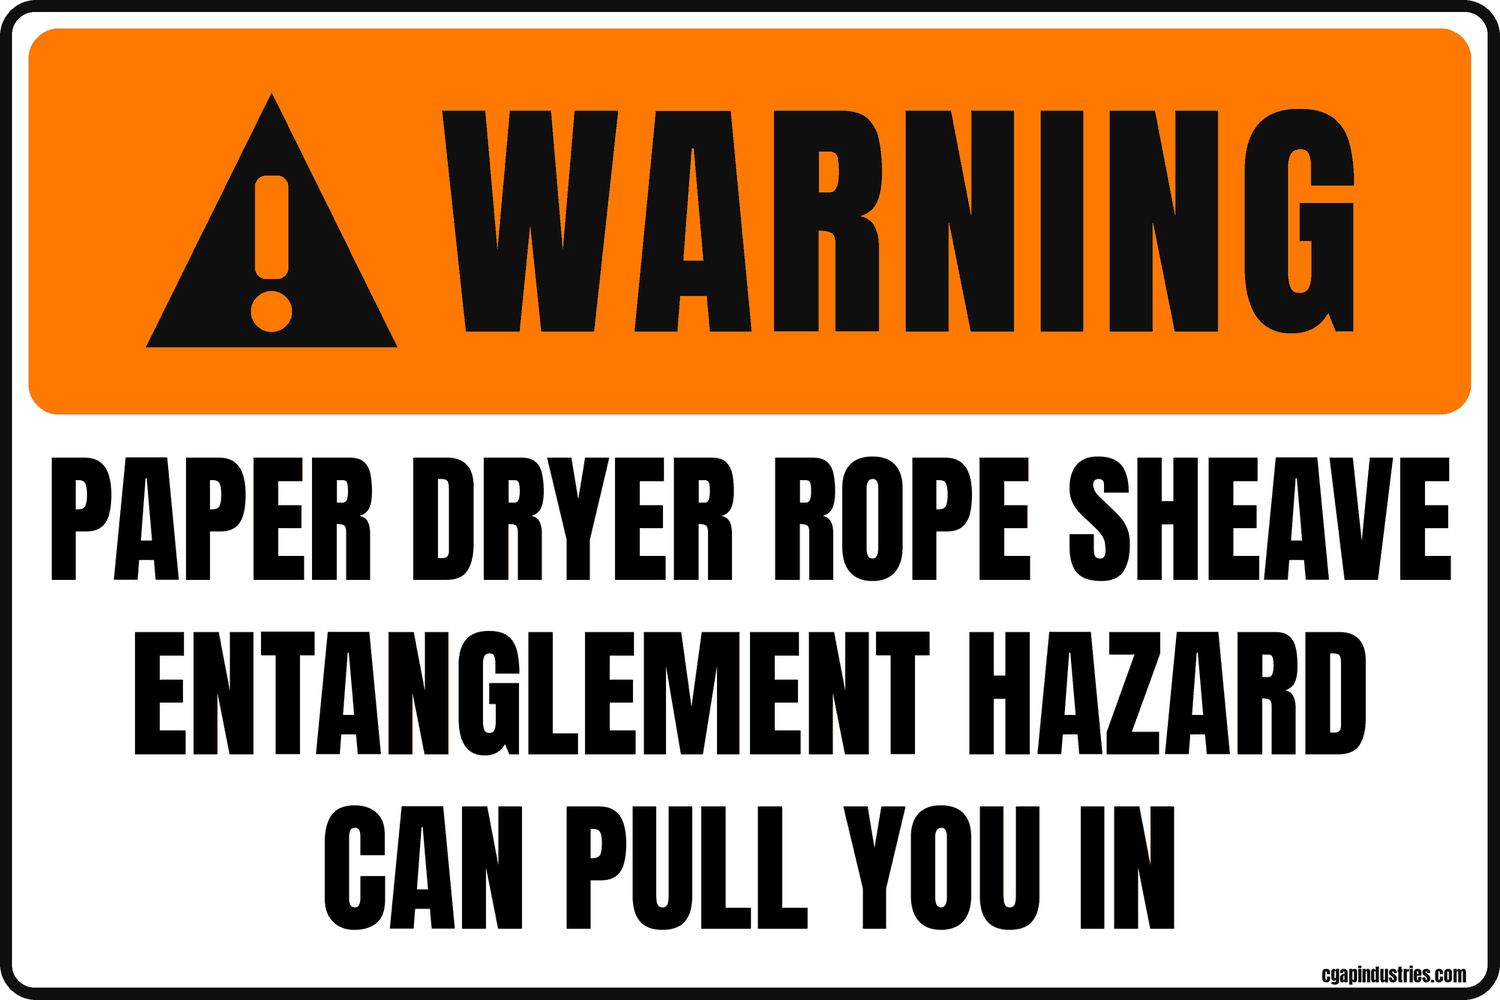 WARNING
PAPER DRYER ROPE SHEAVE
ENTANGLEMENT HAZARD
CAN PULL YOU IN
cgapindustries.com